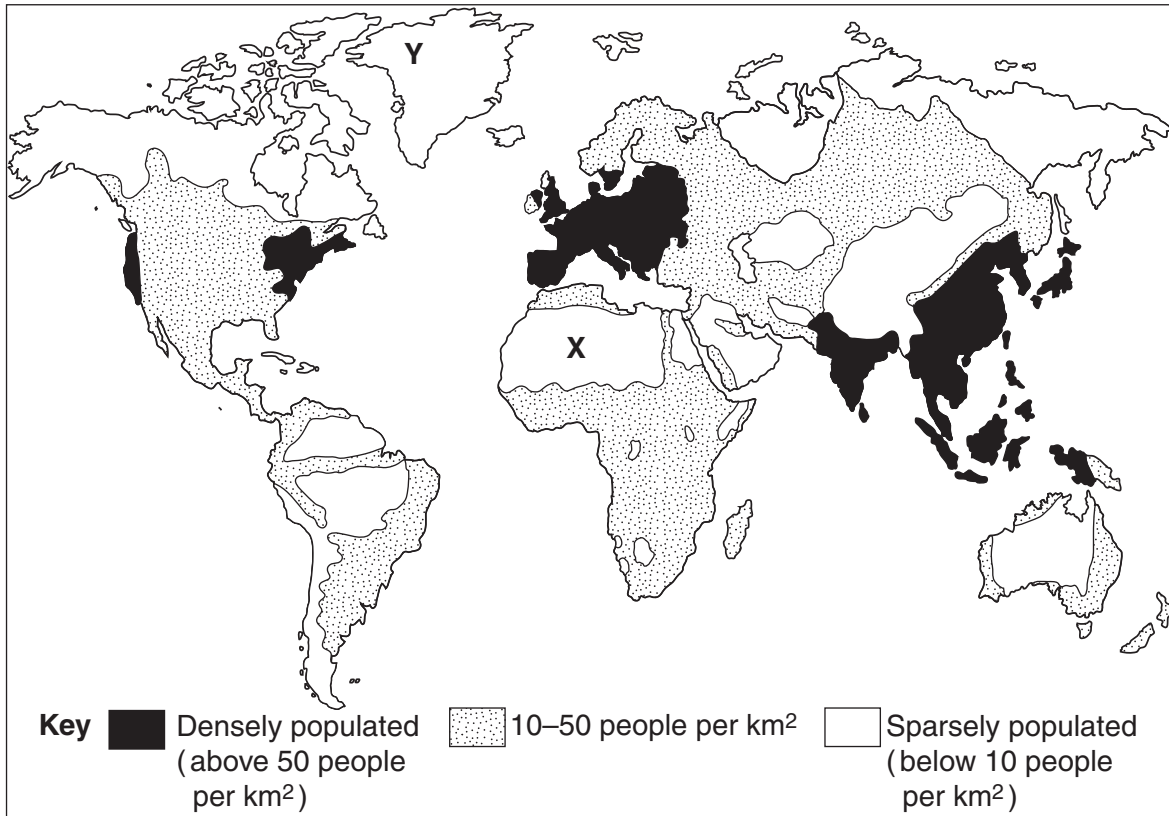 Y
X
Key
Densely populated
(above 50 people
per km²)
10–50 people per km²
Sparsely populated
(below 10 people
per km²)